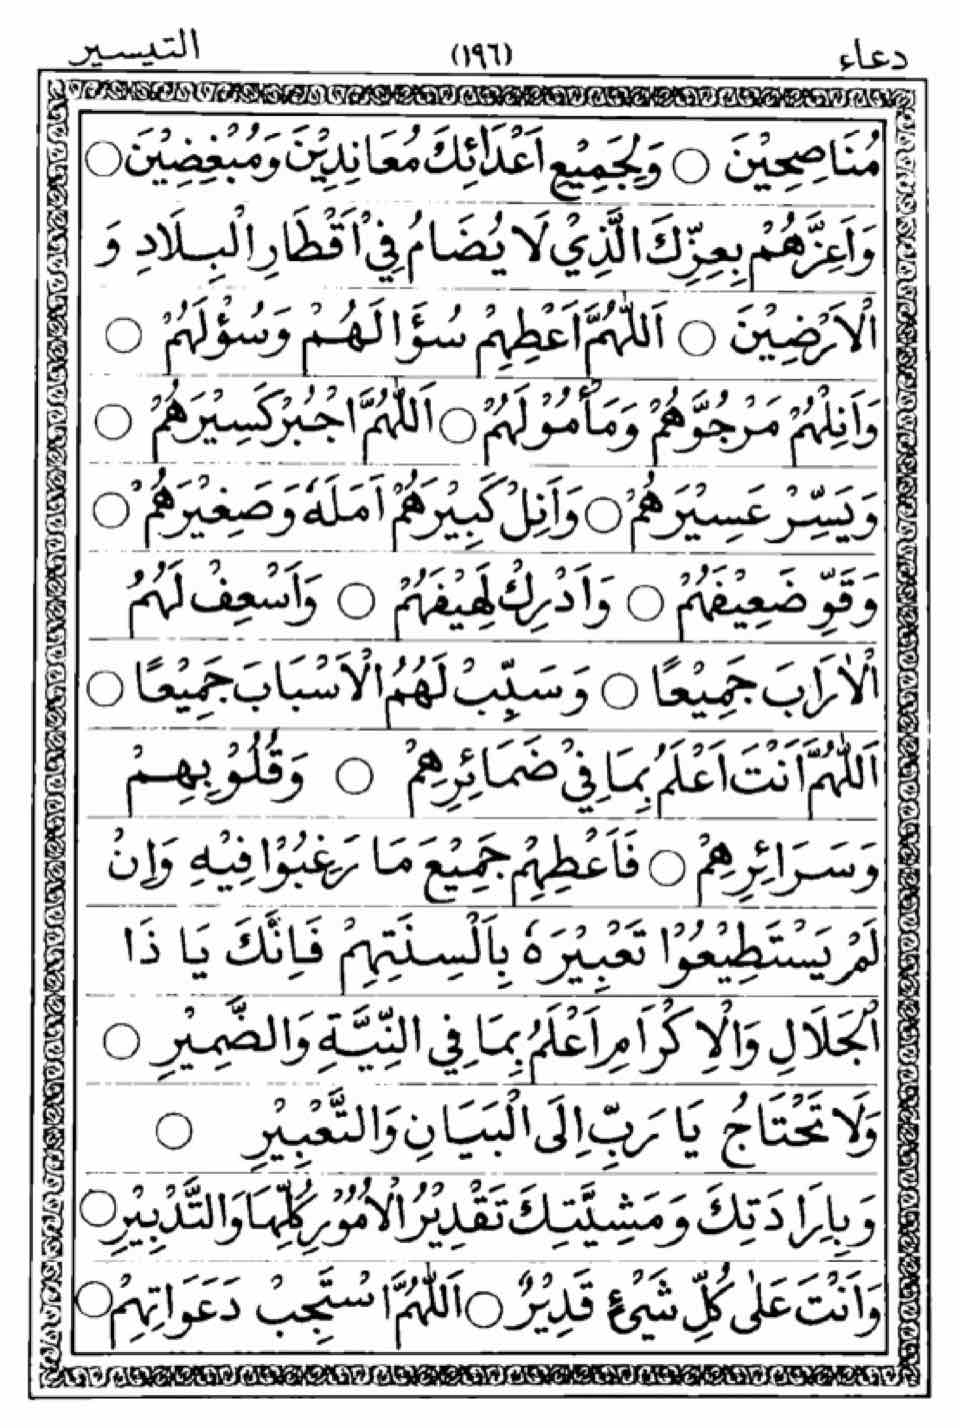 دعاء (١٩٦) التيسير
مُنَاصِحِيْنَ ○ وَلِجَمِيْعِ اَعْدَائِكَ مُعَانِدِيْنَ وَمُبْغِضِيْنَ ○
وَاَعِزَّهُمْ بِعِزِّكَ الَّذِيْ لَا يُضَامُ فِيْ اَقْطَارِ الْبِلَادِ وَ
الْاَرْضِيْنَ ○ اَللّٰهُمَّ اَعْطِهِمْ سُؤَالَهُمْ وَسُؤْلَهُمْ ○
وَاَنِلْهُمْ مَرْجُوَّهُمْ وَمَأْمُوْلَهُمْ ○ اَللّٰهُمَّ اجْبُرْ كَسِيْرَهُمْ ○
وَيَسِّرْ عَسِيْرَهُمْ ○ وَاَنِلْ كَبِيْرَهُمْ اَمَلَهٗ وَصَغِيْرَهُمْ ○
وَقَوِّ ضَعِيْفَهُمْ ○ وَاَدْرِكْ لَهِيْفَهُمْ ○ وَاَسْعِفْ لَهُمُ
الْاٰرَابَ جَمِيْعًا ○ وَسَبِّبْ لَهُمُ الْاَسْبَابَ جَمِيْعًا ○
اَللّٰهُمَّ اَنْتَ اَعْلَمُ بِمَا فِيْ ضَمَائِرِهِمْ ○ وَقُلُوْبِهِمْ
وَسَرَائِرِهِمْ ○ فَاَعْطِهِمْ جَمِيْعَ مَا رَغِبُوْا فِيْهِ وَاِنْ
لَمْ يَسْتَطِيْعُوْا تَعْبِيْرَهٗ بِاَلْسِنَتِهِمْ فَاِنَّكَ يَا ذَا
الْجَلَالِ وَالْاِكْرَامِ اَعْلَمُ بِمَا فِي النِّيَّةِ وَالضَّمِيْرِ ○
وَلَا تَحْتَاجُ يَا رَبِّ اِلَى الْبَيَانِ وَالتَّعْبِيْرِ ○
وَبِاِرَادَتِكَ وَمَشِيَّتِكَ تَقْدِيْرُ الْاُمُوْرِ كُلِّهَا وَالتَّدْبِيْرِ ○
وَاَنْتَ عَلٰى كُلِّ شَيْءٍ قَدِيْرٌ ○ اَللّٰهُمَّ اسْتَجِبْ دَعَوَاتِهِمْ ○